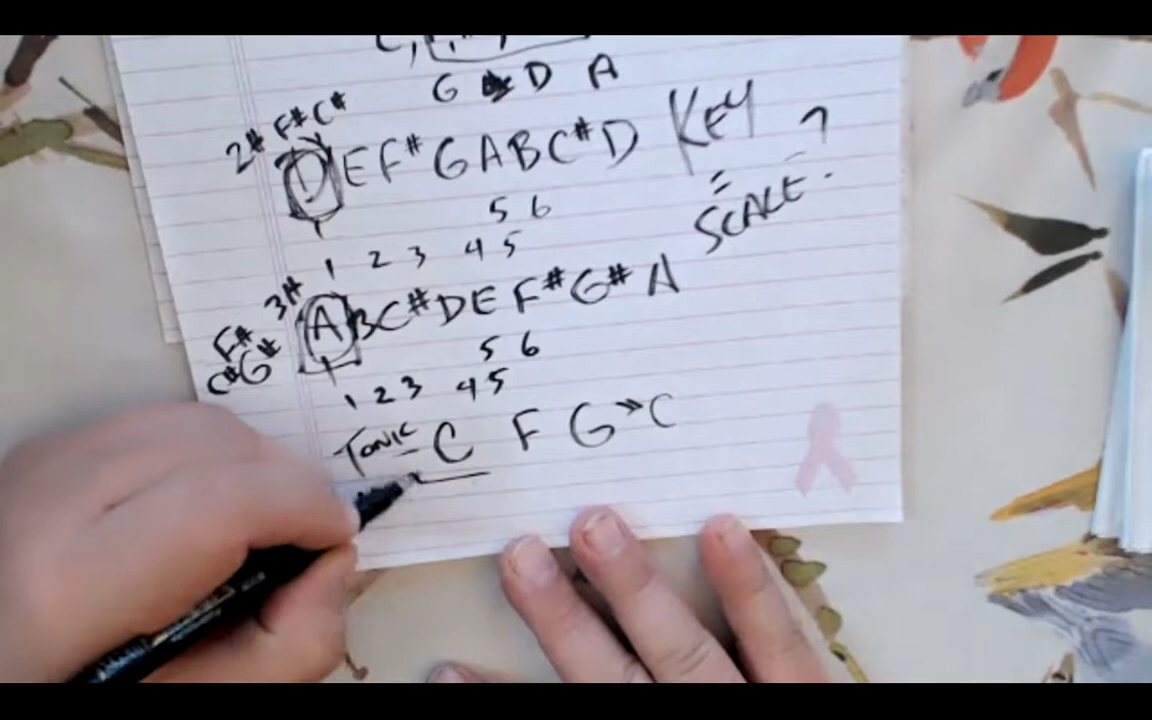 G D A
KEY
= ?
SCALE
2# F# C#
D E F# G A B C# D
5 6
1 2 3 4 5
3#
F#
C# G#
A B C# D E F# G# A
5 6
1 2 3 4 5
TONIC C F G » C